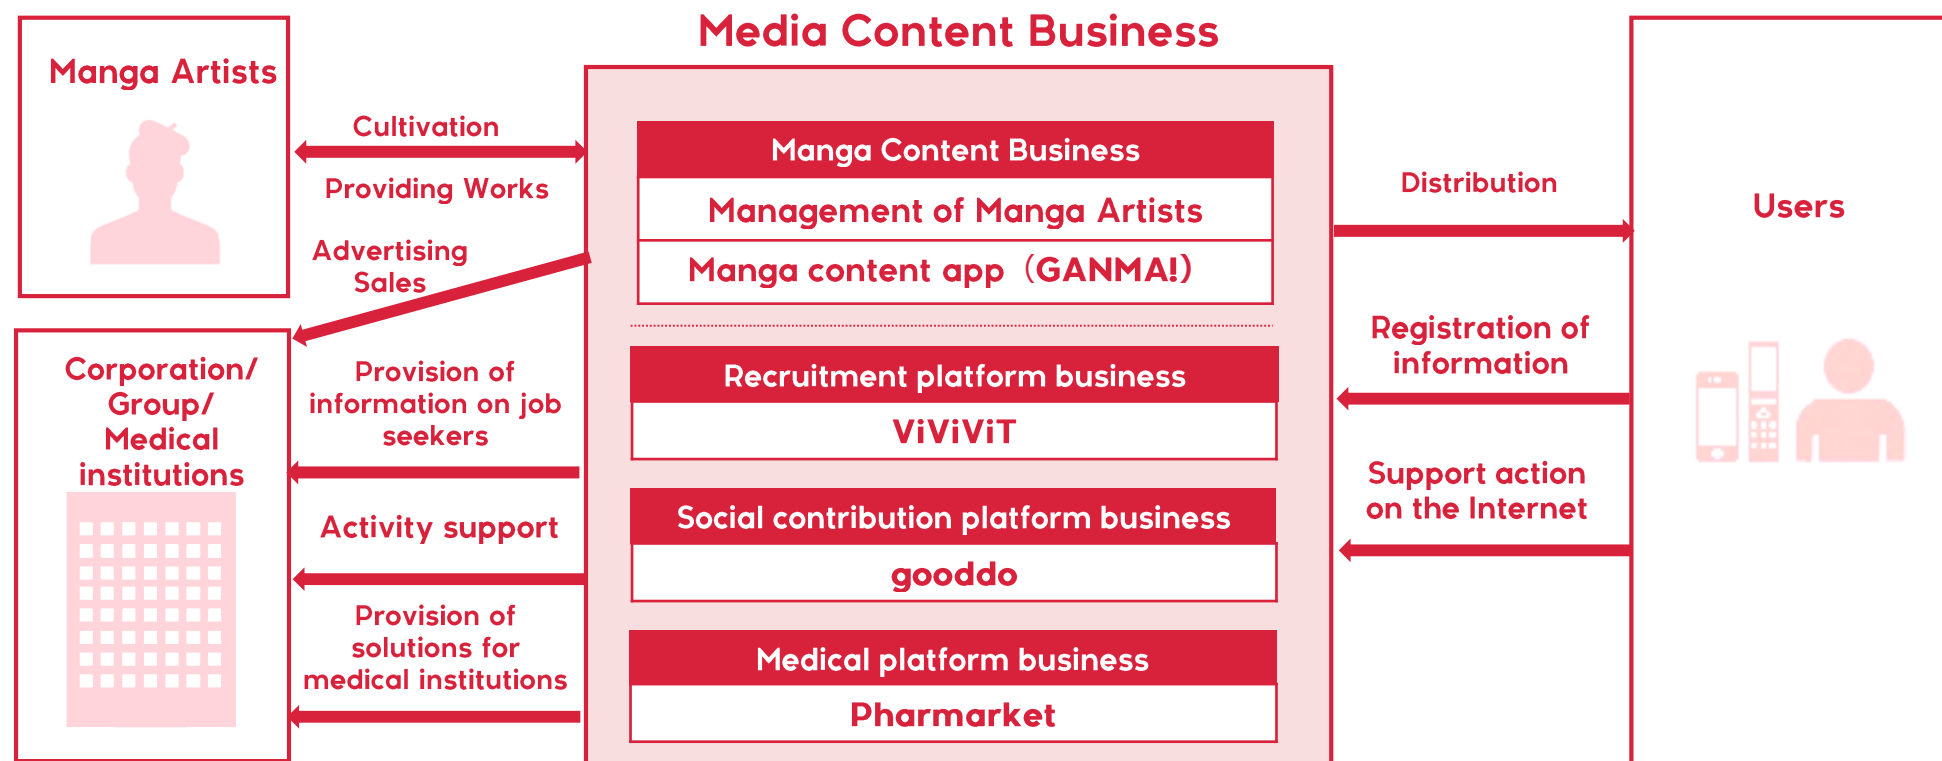 Media Content Business
Manga Artists
Cultivation
Providing Works
Advertising
Sales
Corporation/
Group/
Medical
institutions
Provision of
information on job
seekers
Activity support
Provision of
solutions for
medical institutions
Manga Content Business
Management of Manga Artists
Manga content app（GANMA!）
Recruitment platform business
ViViViT
Social contribution platform business
gooddo
Medical platform business
Pharmarket
Distribution
Registration of
information
Support action
on the Internet
Users